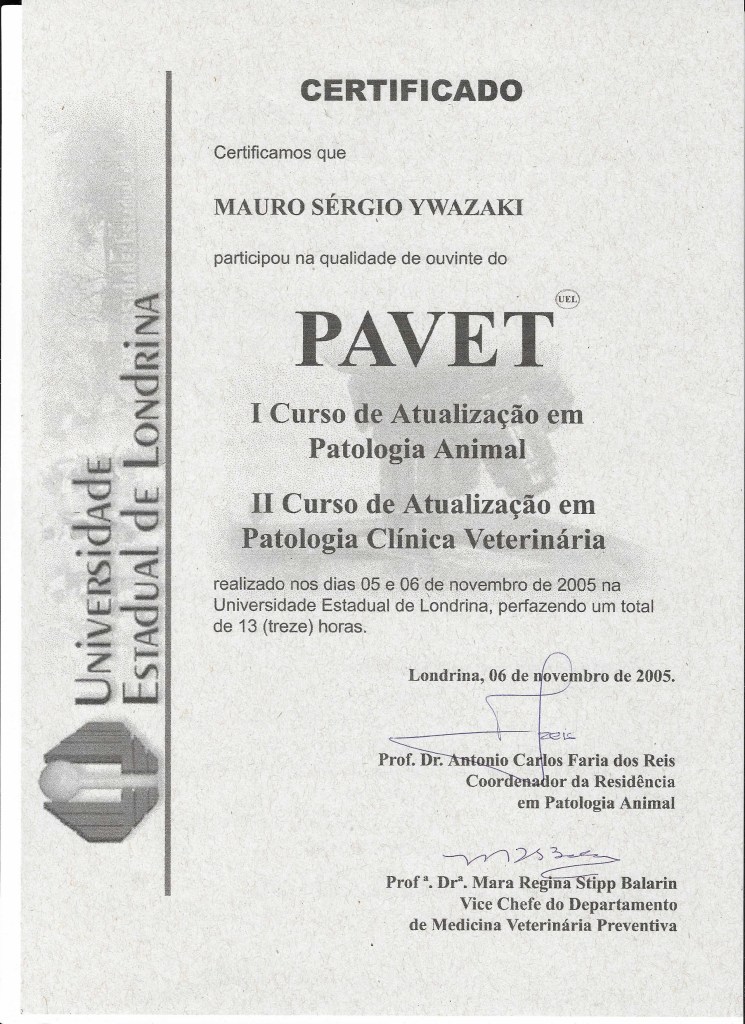 CERTIFICADO
Certificamos que
MAURO SÉRGIO YWAZAKI
participou na qualidade de ouvinte do
UEL
PAVET
I Curso de Atualização em
Patologia Animal
II Curso de Atualização em
Patologia Clínica Veterinária
realizado nos dias 05 e 06 de novembro de 2005 na
Universidade Estadual de Londrina, perfazendo um total
de 13 (treze) horas.
Londrina, 06 de novembro de 2005.
Prof. Dr. Antonio Carlos Faria dos Reis
Coordenador da Residência
em Patologia Animal
Prof ª. Drª. Mara Regina Stipp Balarin
Vice Chefe do Departamento
de Medicina Veterinária Preventiva
UNIVERSIDADE
ESTADUAL DE LONDRINA